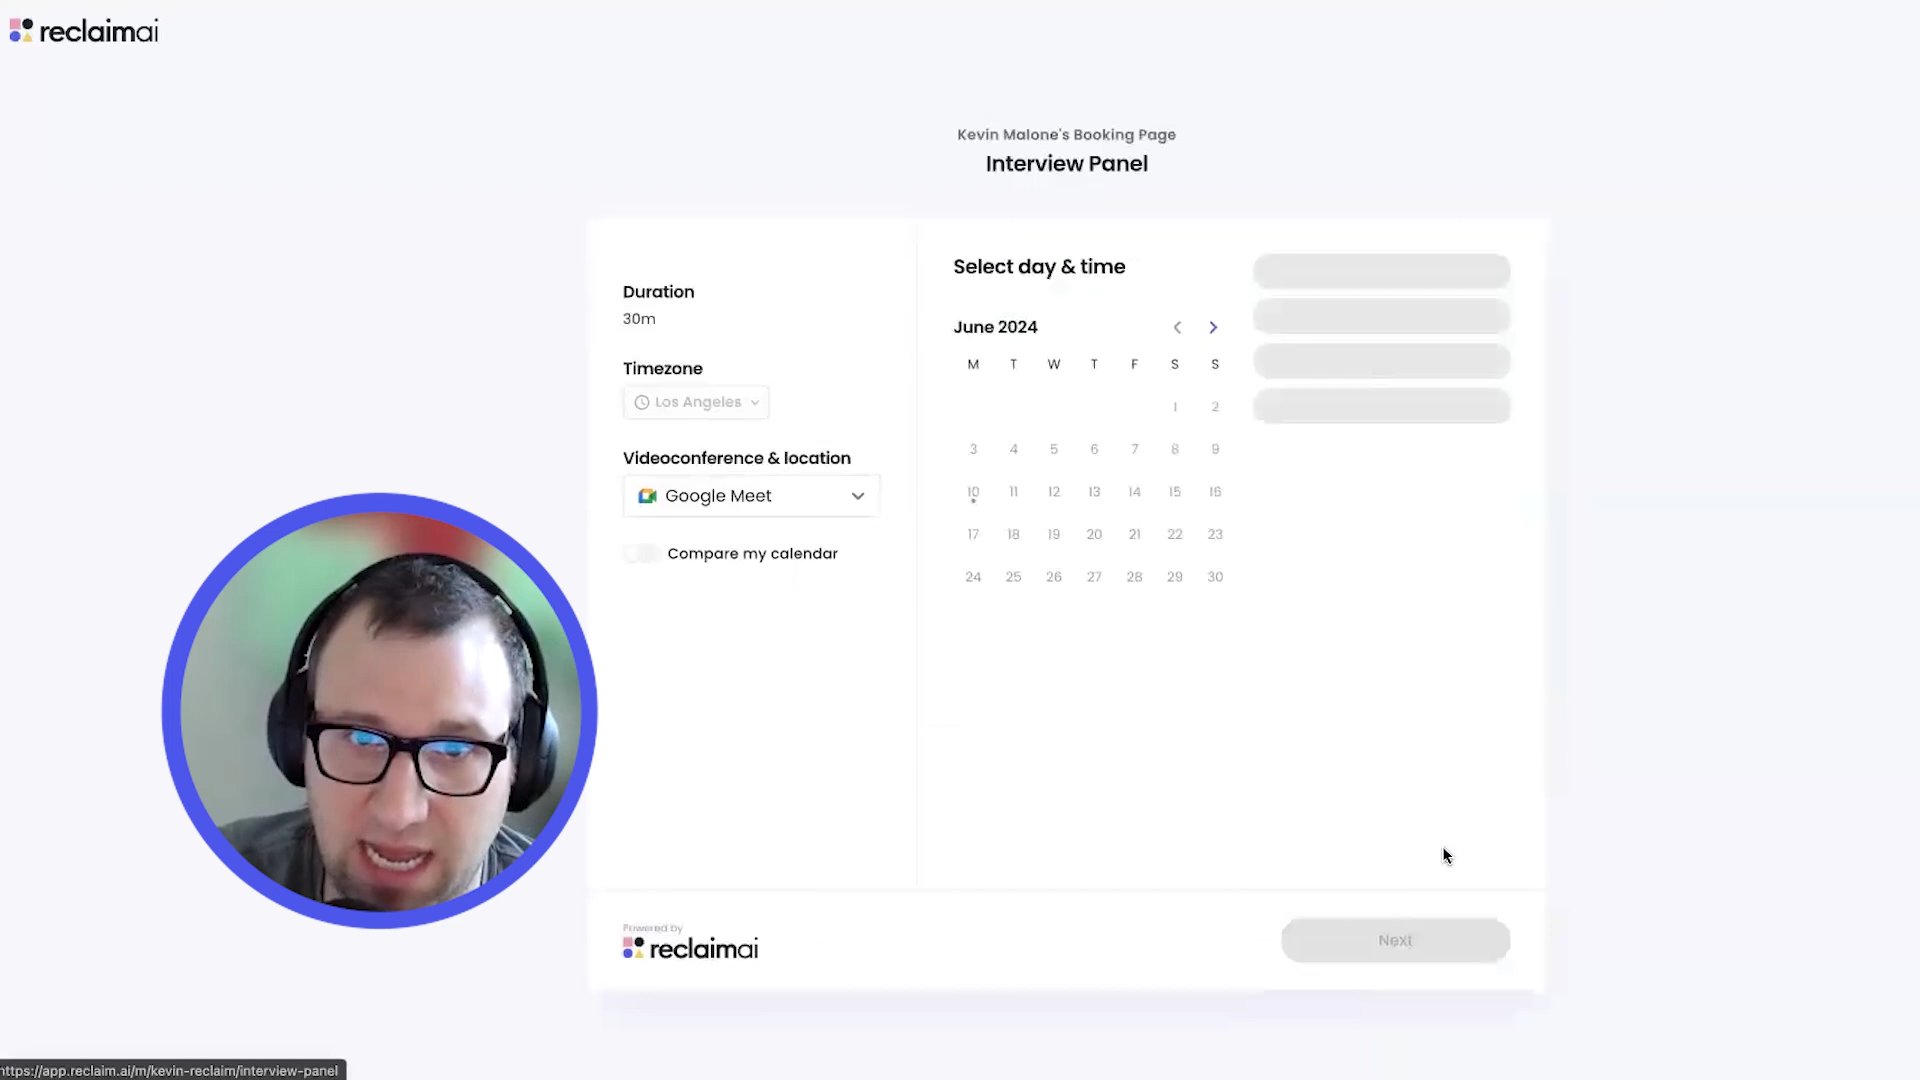 reclaimai
Kevin Malone's Booking Page
Interview Panel
Duration
30m
Timezone
Los Angeles
Videoconference & location
Google Meet
Compare my calendar
Select day & time
June 2024
M T W T F S S
1 2
3 4 5 6 7 8 9
10 11 12 13 14 15 16
17 18 19 20 21 22 23
24 25 26 27 28 29 30
Powered by
reclaimai
Next
https://app.reclaim.ai/m/kevin-reclaim/interview-panel